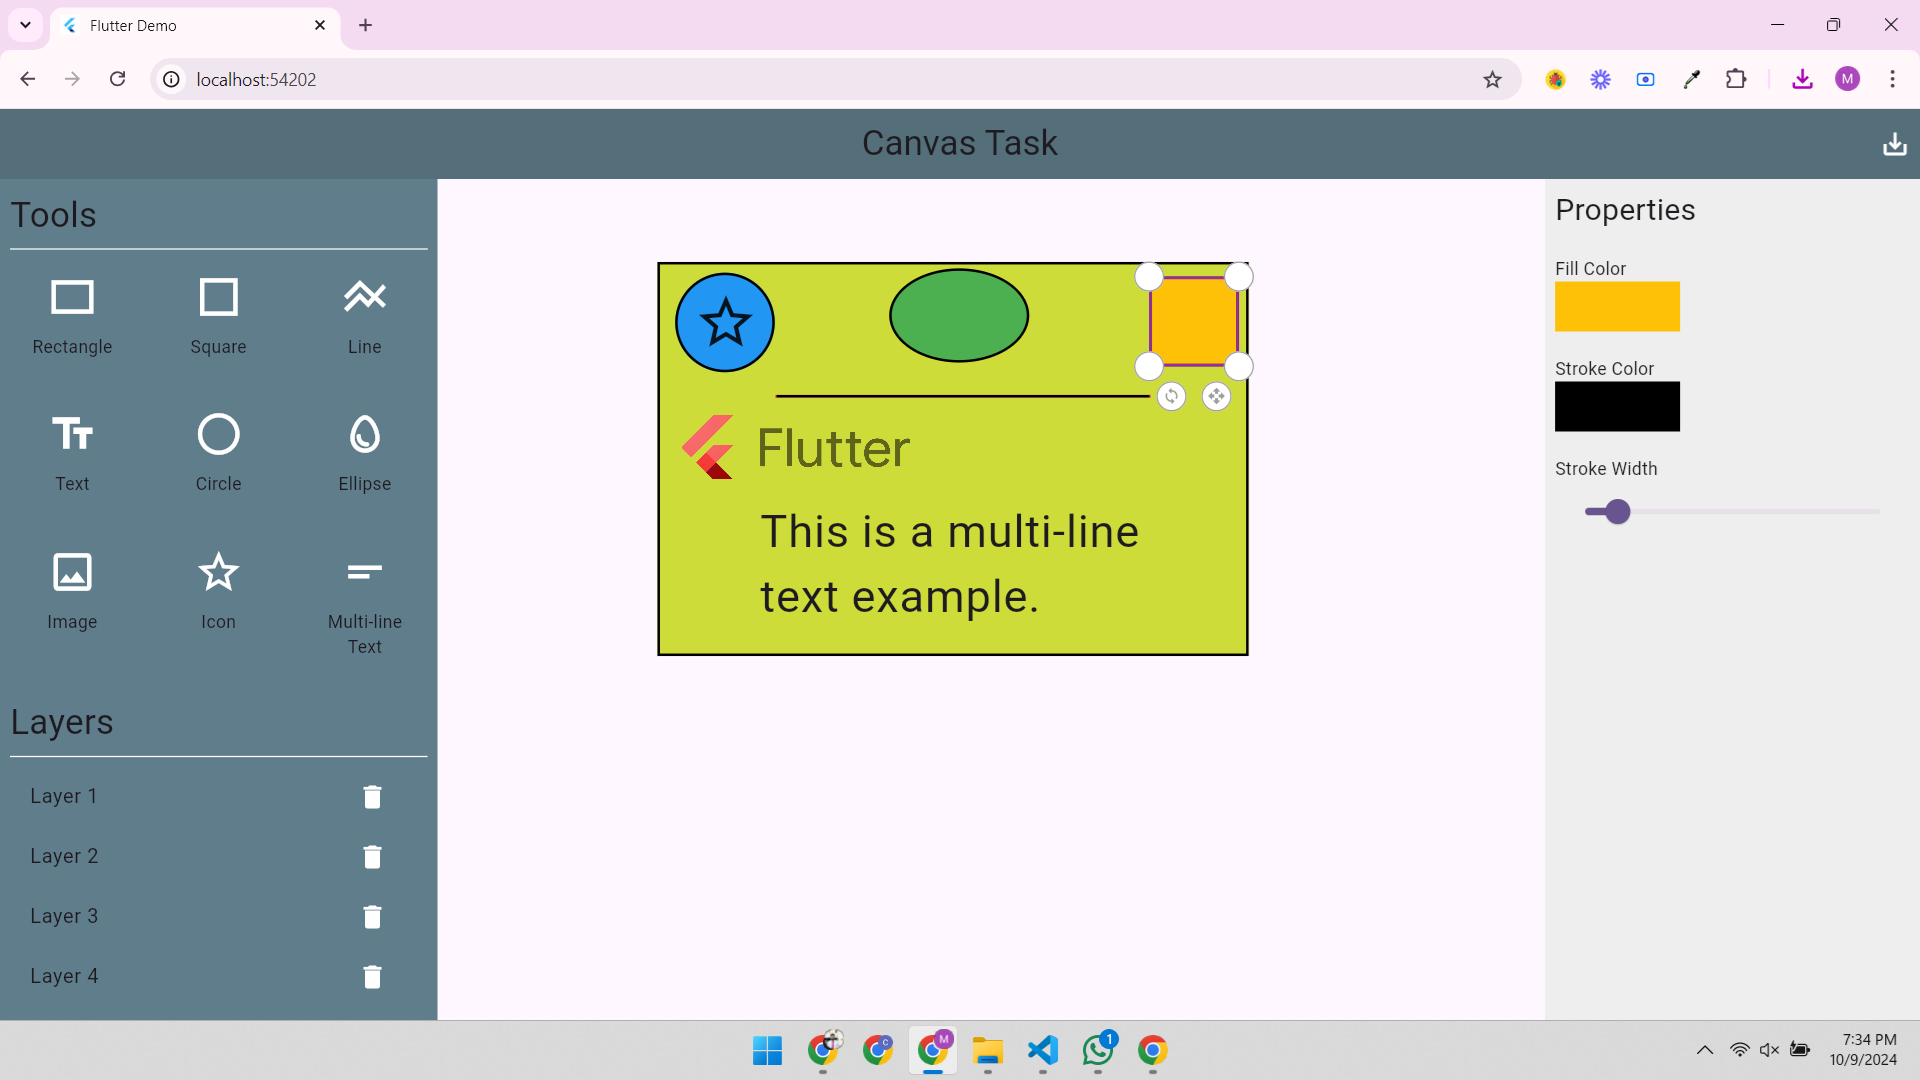 Flutter Demo
localhost:54202
M
Canvas Task
Tools
Rectangle
Square
Line
Text
Circle
Ellipse
Image
Icon
Multi-line
Text
Layers
Layer 1
Layer 2
Layer 3
Layer 4
Flutter
This is a multi-line
text example.
Properties
Fill Color
Stroke Color
Stroke Width
C
M
1
7:34 PM
10/9/2024